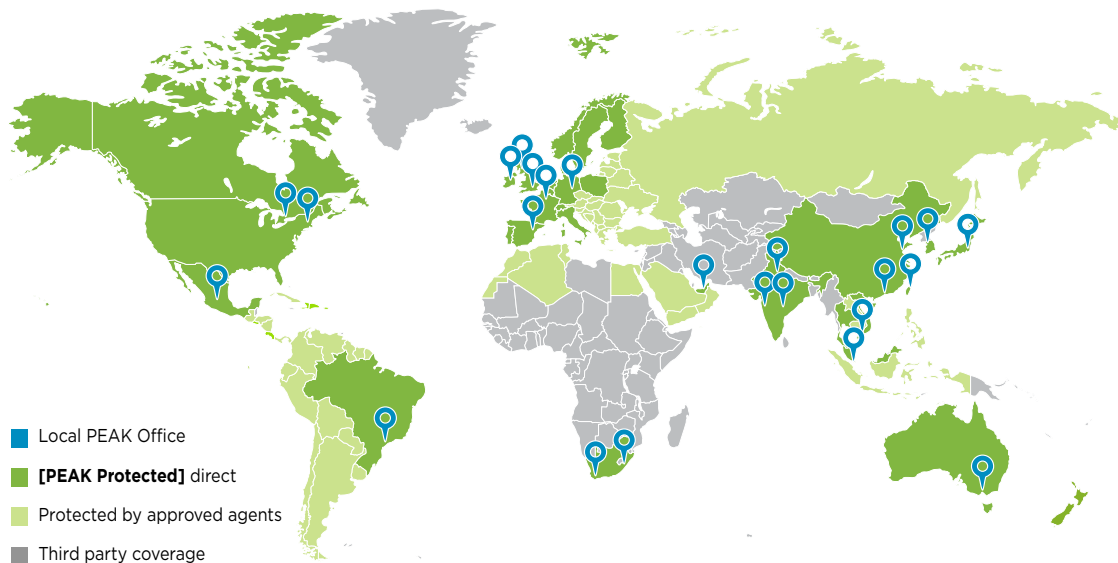 Local PEAK Office
[PEAK Protected] direct
Protected by approved agents
Third party coverage